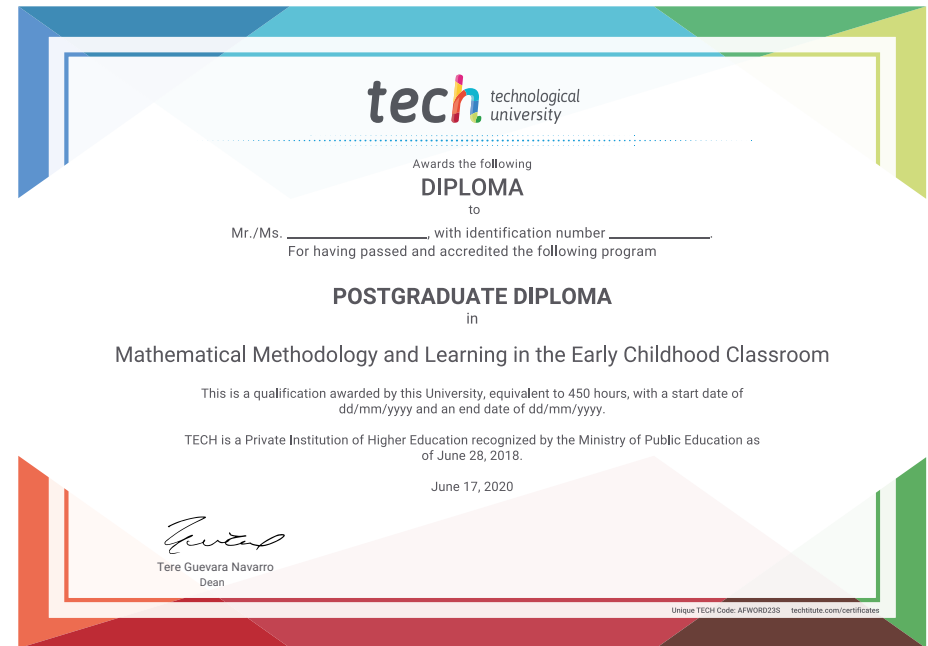 tech technological
university
Awards the following
DIPLOMA
to
Mr./Ms. ____________, with identification number ____________.
For having passed and accredited the following program
POSTGRADUATE DIPLOMA
in
Mathematical Methodology and Learning in the Early Childhood Classroom
This is a qualification awarded by this University, equivalent to 450 hours, with a start date of
dd/mm/yyyy and an end date of dd/mm/yyyy.
TECH is a Private Institution of Higher Education recognized by the Ministry of Public Education as
of June 28, 2018.
June 17, 2020
Tere Guevara Navarro
Dean
Unique TECH Code: AFWORD23S techtitute.com/certificates